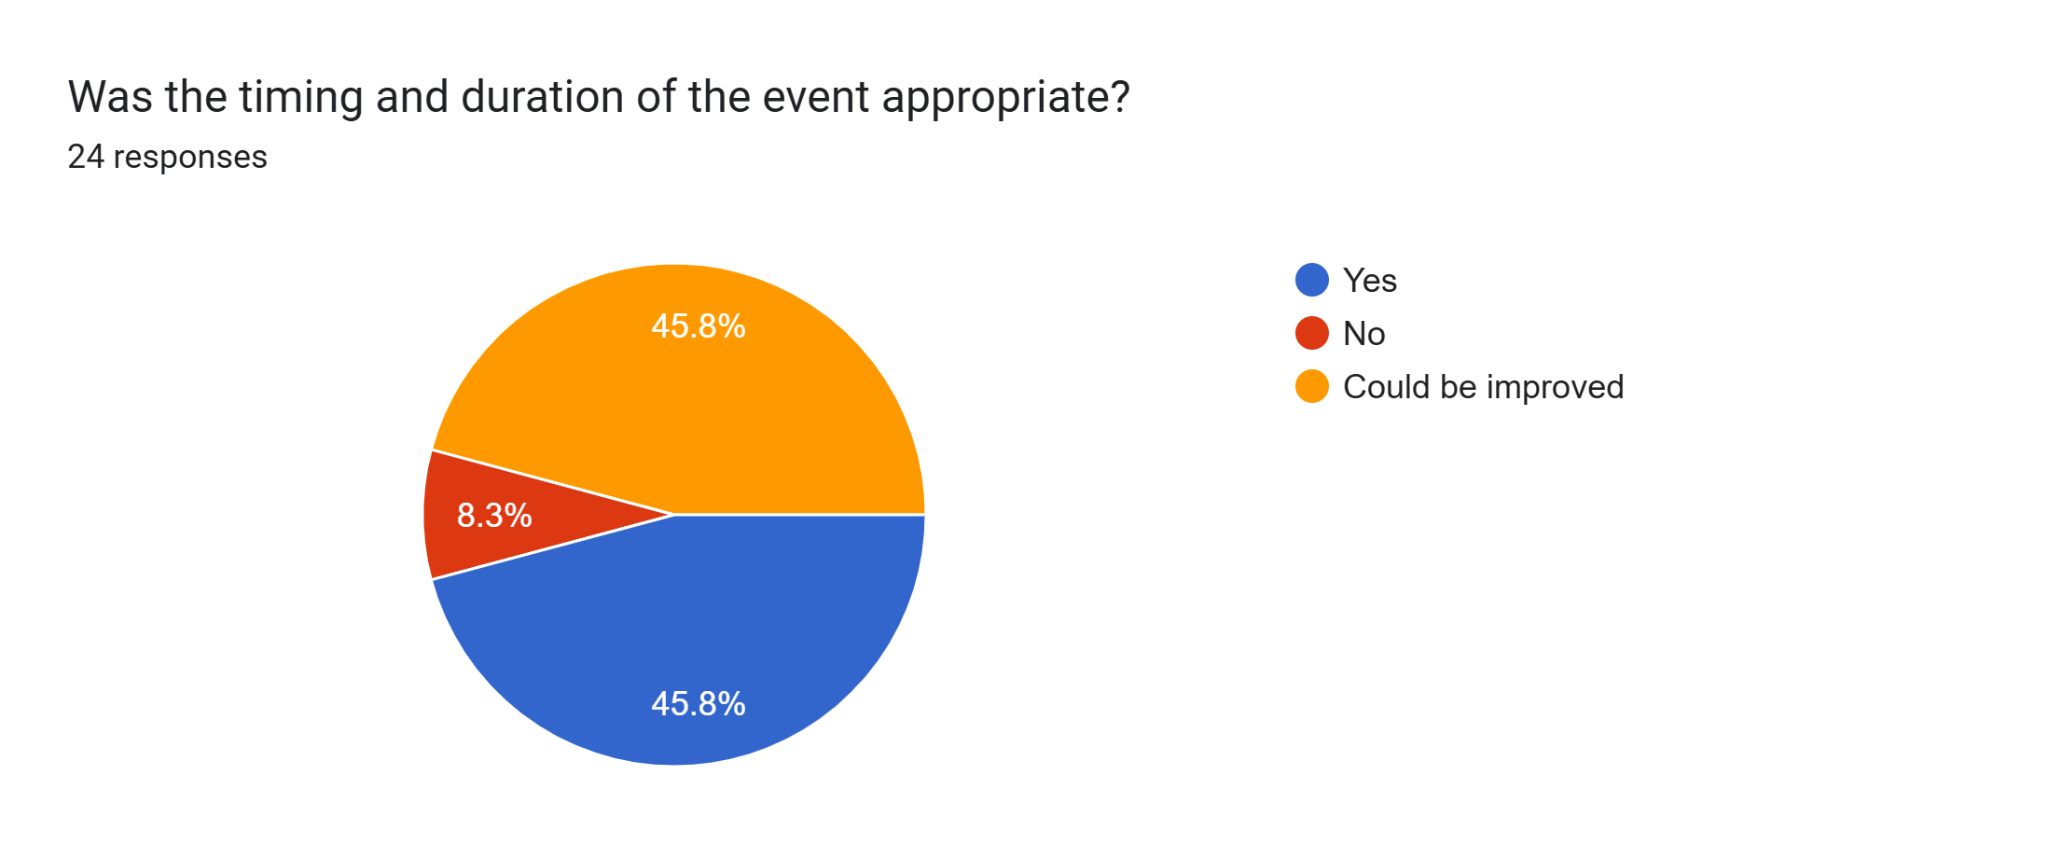 Was the timing and duration of the event appropriate?
24 responses
45.8%
8.3%
45.8%
Yes
No
Could be improved